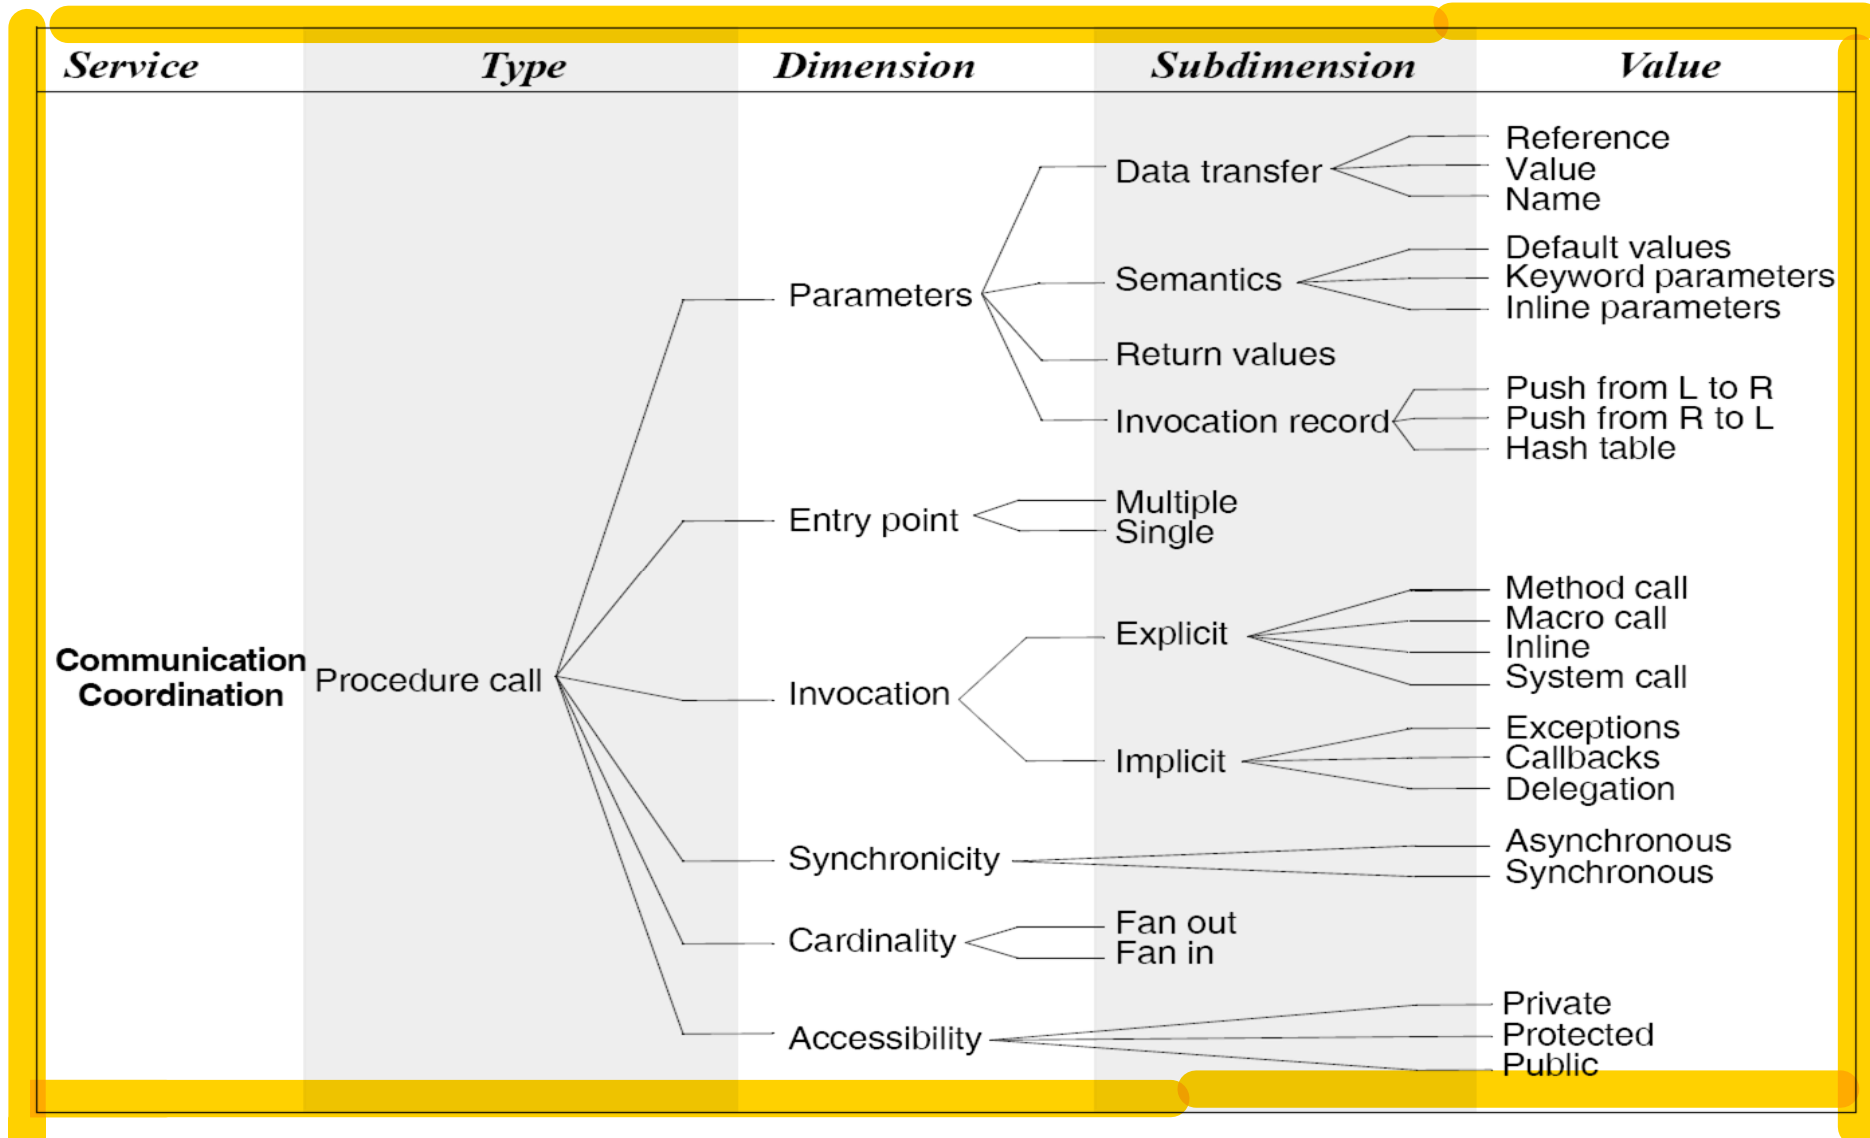 Service Type Dimension Subdimension Value
Communication
Coordination
Procedure call
Parameters
Data transfer
Reference
Value
Name
Semantics
Default values
Keyword parameters
Inline parameters
Return values
Invocation record
Push from L to R
Push from R to L
Hash table
Entry point
Multiple
Single
Invocation
Explicit
Method call
Macro call
Inline
System call
Implicit
Exceptions
Callbacks
Delegation
Synchronicity
Asynchronous
Synchronous
Cardinality
Fan out
Fan in
Accessibility
Private
Protected
Public